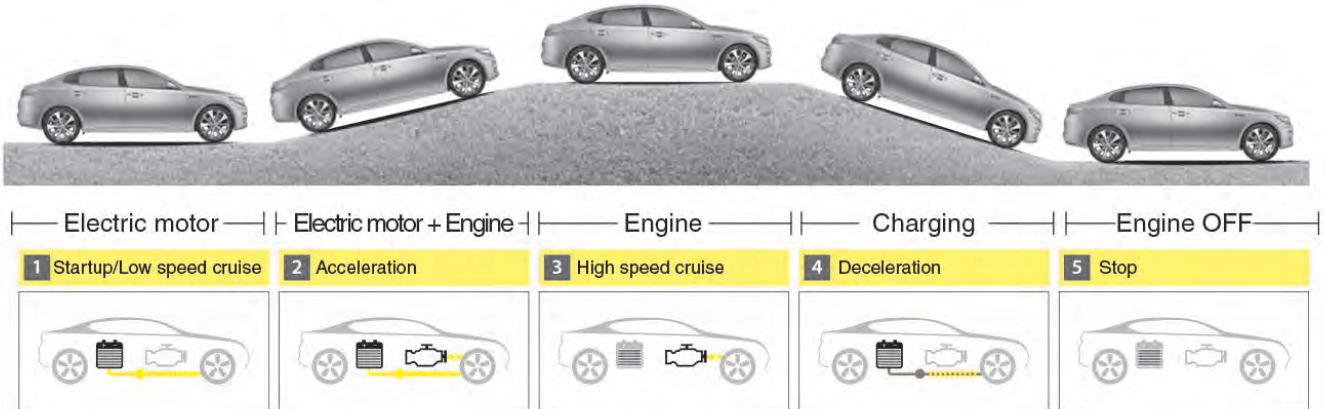 Electric motor
Electric motor + Engine
Engine
Charging
Engine OFF
1 Startup/Low speed cruise
2 Acceleration
3 High speed cruise
4 Deceleration
5 Stop